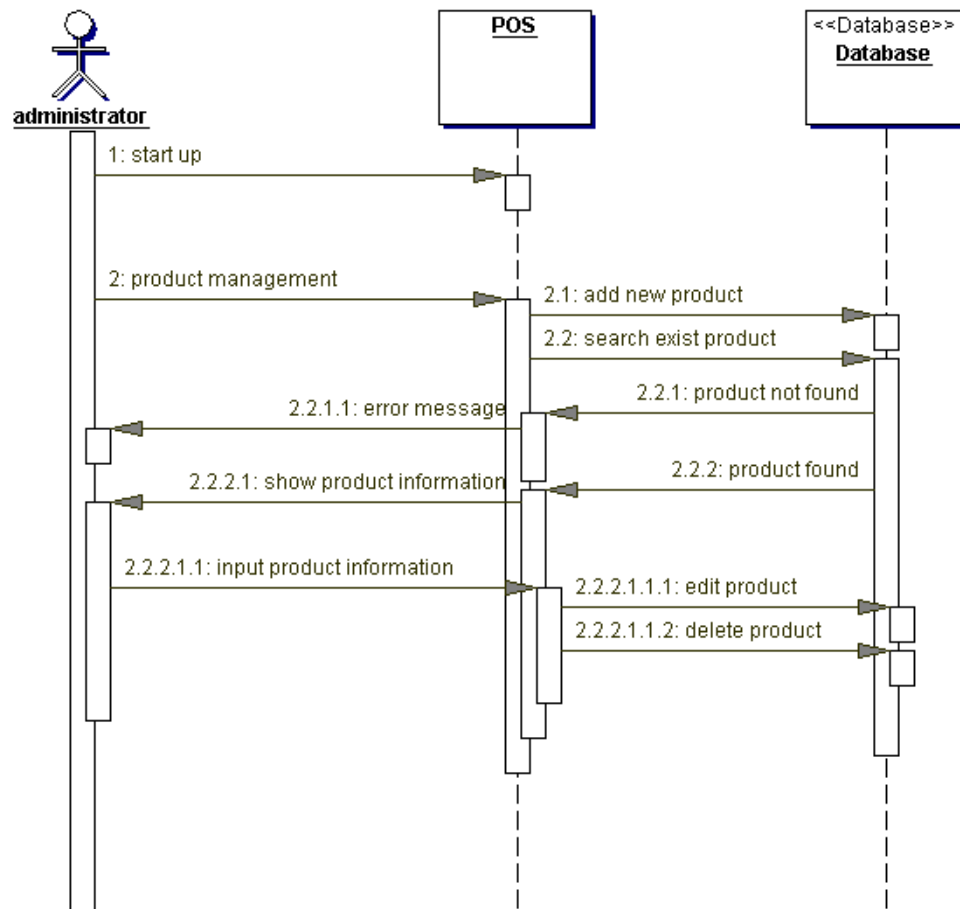 POS
<<Database>>
Database
administrator
1: start up
2: product management
2.1: add new product
2.2: search exist product
2.2.1: product not found
2.2.1.1: error message
2.2.2: product found
2.2.2.1: show product information
2.2.2.1.1: input product information
2.2.2.1.1.1: edit product
2.2.2.1.1.2: delete product